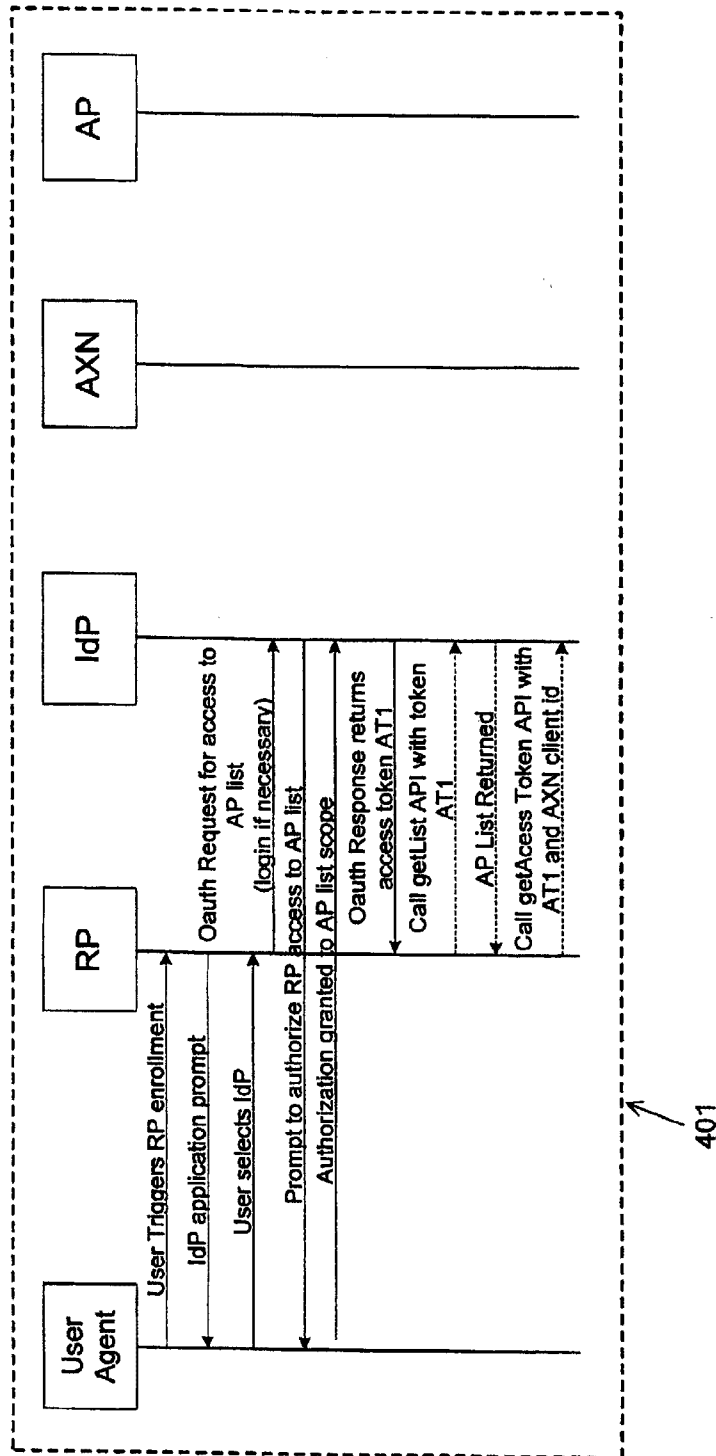 User
Agent
RP
IdP
AXN
AP
User Triggers RP enrollment
IdP application prompt
User selects IdP
Oauth Request for access to
AP list
(login if necessary)
Prompt to authorize RP access to AP list
Authorization granted to AP list scope
Oauth Response returns
access token AT1
Call getList API with token
AT1
AP List Returned
Call getAcess Token API with
AT1 and AXN client id
401